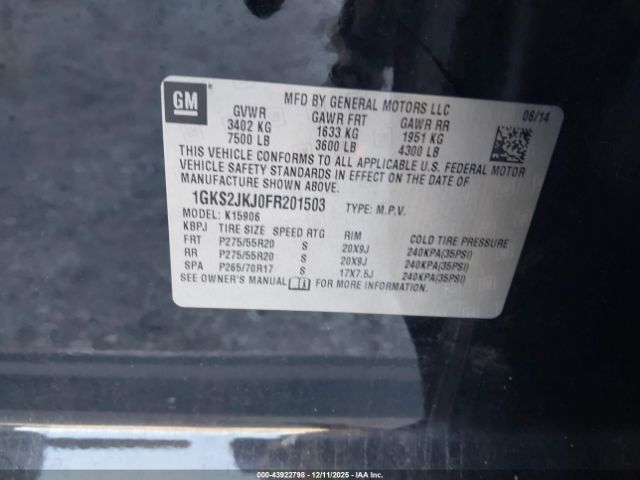 GM
MFD BY GENERAL MOTORS LLC
06/14
GVWR GAWR FRT GAWR RR
3402 KG 1633 KG 1951 KG
7500 LB 3600 LB 4300 LB
THIS VEHICLE CONFORMS TO ALL APPLICABLE U.S. FEDERAL MOTOR
VEHICLE SAFETY STANDARDS IN EFFECT ON THE DATE OF
MANUFACTURE SHOWN ABOVE.
1GKS2JKJ0FR201503 TYPE: M.P.V.
MODEL: K15906
KBPJ TIRE SIZE SPEED RTG RIM COLD TIRE PRESSURE
FRT P275/55R20 S 20X9J 240KPA(35PSI)
RR P275/55R20 S 20X9J 240KPA(35PSI)
SPA P265/70R17 S 17X7.5J 240KPA(35PSI)
SEE OWNER'S MANUAL FOR MORE INFORMATION.
000-43922798 - 12/11/2025 - IAAI.COM